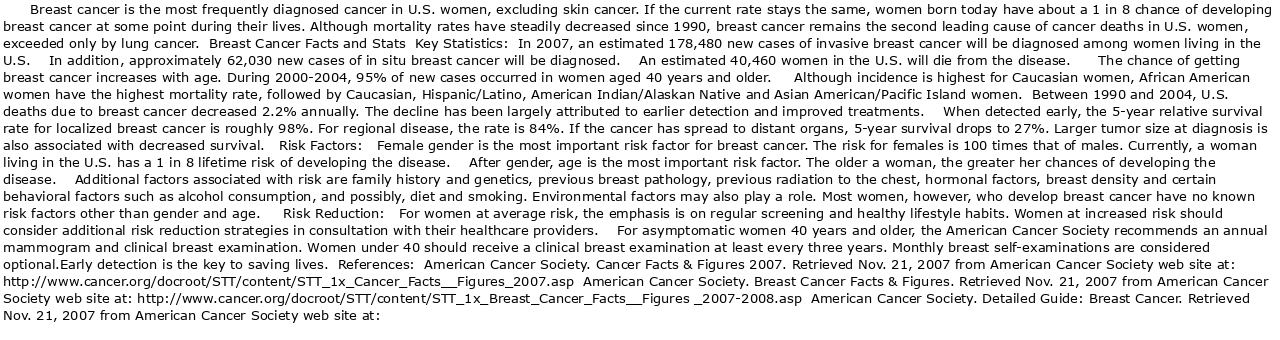 Breast cancer is the most frequently diagnosed cancer in U.S. women, excluding skin cancer. If the current rate stays the same, women born today have about a 1 in 8 chance of developing
breast cancer at some point during their lives. Although mortality rates have steadily decreased since 1990, breast cancer remains the second leading cause of cancer deaths in U.S. women,
exceeded only by lung cancer.  Breast Cancer Facts and Stats  Key Statistics:  In 2007, an estimated 178,480 new cases of invasive breast cancer will be diagnosed among women living in the
U.S.    In addition, approximately 62,030 new cases of in situ breast cancer will be diagnosed.    An estimated 40,460 women in the U.S. will die from the disease.      The chance of getting
breast cancer increases with age. During 2000-2004, 95% of new cases occurred in women aged 40 years and older.     Although incidence is highest for Caucasian women, African American
women have the highest mortality rate, followed by Caucasian, Hispanic/Latino, American Indian/Alaskan Native and Asian American/Pacific Island women.  Between 1990 and 2004, U.S.
deaths due to breast cancer decreased 2.2% annually. The decline has been largely attributed to earlier detection and improved treatments.    When detected early, the 5-year relative survival
rate for localized breast cancer is roughly 98%. For regional disease, the rate is 84%. If the cancer has spread to distant organs, 5-year survival drops to 27%. Larger tumor size at diagnosis is
also associated with decreased survival.   Risk Factors:   Female gender is the most important risk factor for breast cancer. The risk for females is 100 times that of males. Currently, a woman
living in the U.S. has a 1 in 8 lifetime risk of developing the disease.    After gender, age is the most important risk factor. The older a woman, the greater her chances of developing the
disease.    Additional factors associated with risk are family history and genetics, previous breast pathology, previous radiation to the chest, hormonal factors, breast density and certain
behavioral factors such as alcohol consumption, and possibly, diet and smoking. Environmental factors may also play a role. Most women, however, who develop breast cancer have no known
risk factors other than gender and age.     Risk Reduction:   For women at average risk, the emphasis is on regular screening and healthy lifestyle habits. Women at increased risk should
consider additional risk reduction strategies in consultation with their healthcare providers.    For asymptomatic women 40 years and older, the American Cancer Society recommends an annual
mammogram and clinical breast examination. Women under 40 should receive a clinical breast examination at least every three years. Monthly breast self-examinations are considered
optional.Early detection is the key to saving lives.  References:  American Cancer Society. Cancer Facts & Figures 2007. Retrieved Nov. 21, 2007 from American Cancer Society web site at:
http://www.cancer.org/docroot/STT/content/STT_1x_Cancer_Facts__Figures_2007.asp  American Cancer Society. Breast Cancer Facts & Figures. Retrieved Nov. 21, 2007 from American Cancer
Society web site at: http://www.cancer.org/docroot/STT/content/STT_1x_Breast_Cancer_Facts__Figures _2007-2008.asp  American Cancer Society. Detailed Guide: Breast Cancer. Retrieved
Nov. 21, 2007 from American Cancer Society web site at: